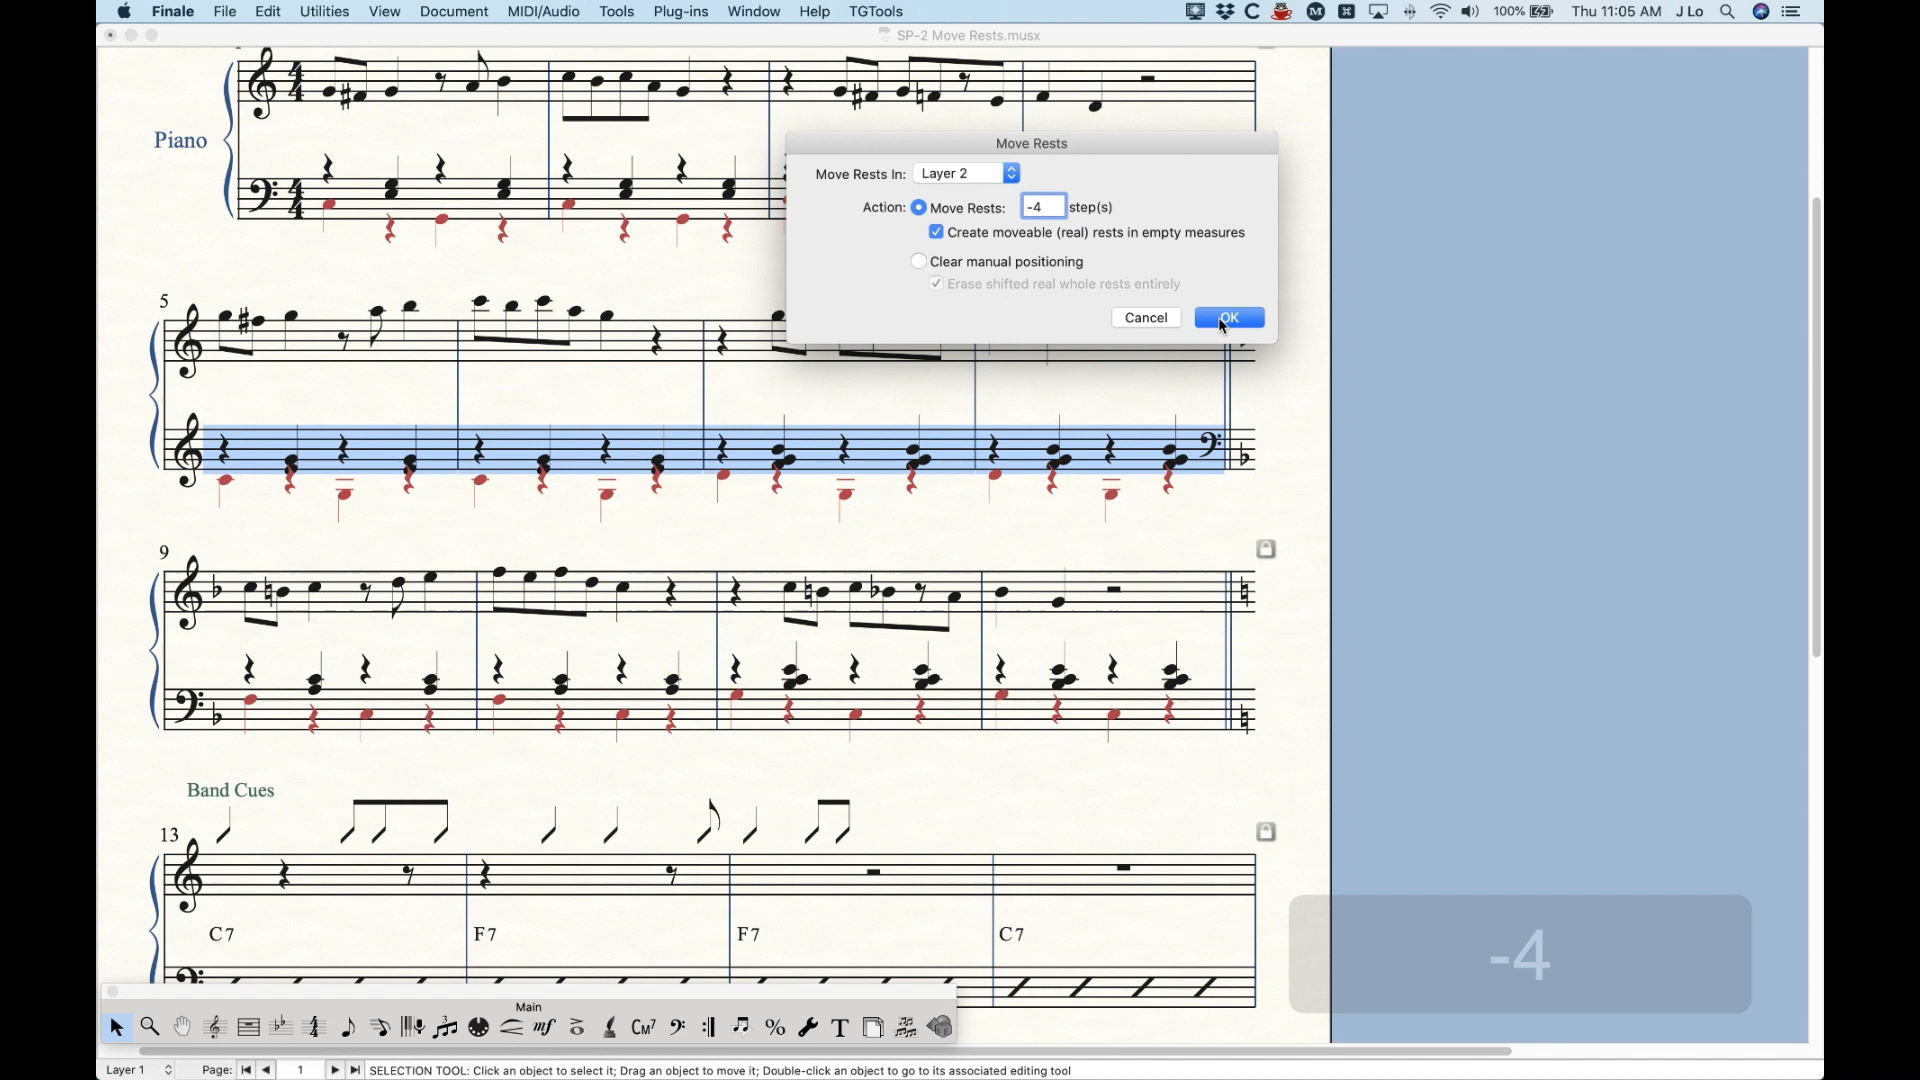 Finale File Edit Utilities View Document MIDI/Audio Tools Plug-ins Window Help TGTools 100% Thu 11:05 AM J Lo
SP-2 Move Rests.musx
Piano
Move Rests
Move Rests In: Layer 2
Action: Move Rests: -4 step(s)
Create moveable (real) rests in empty measures
Clear manual positioning
Erase shifted real whole rests entirely
Cancel OK
5
9
Band Cues
13
C7 F7 F7 C7
-4
Main
mf CM7 % T
Layer 1 Page: 1 SELECTION TOOL: Click an object to select it; Drag an object to move it; Double-click an object to go to its associated editing tool